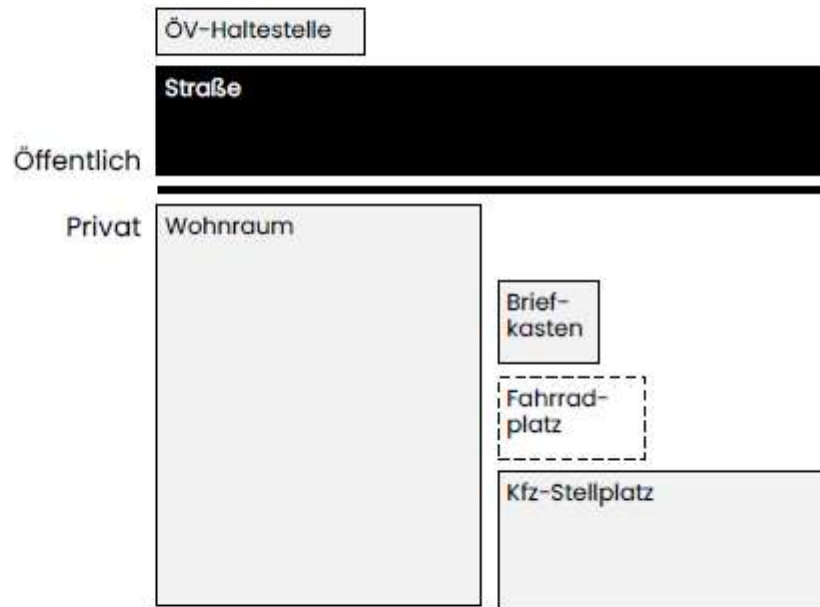 ÖV-Haltestelle
Straße
Öffentlich
Privat
Wohnraum
Brief-
kasten
Fahrrad-
platz
Kfz-Stellplatz